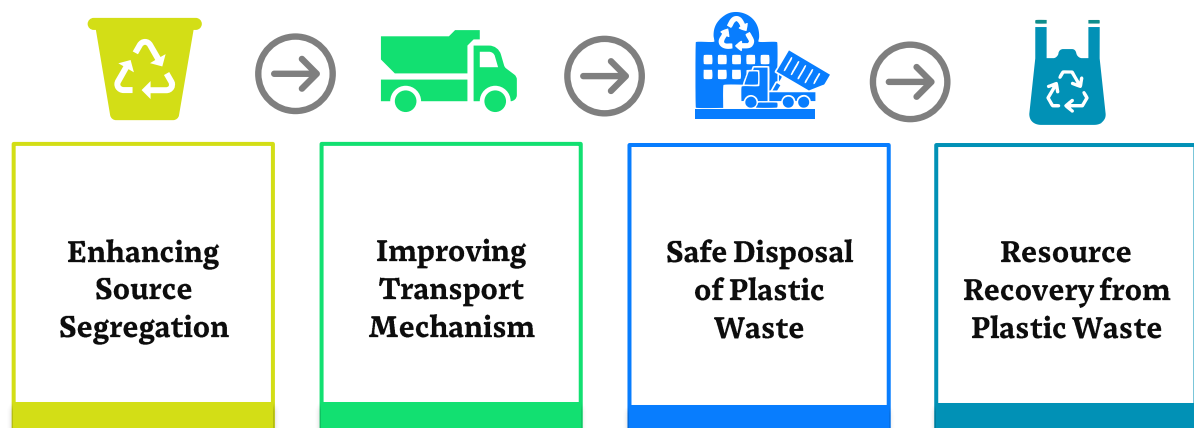 Enhancing
Source
Segregation
Improving
Transport
Mechanism
Safe Disposal
of Plastic
Waste
Resource
Recovery from
Plastic Waste